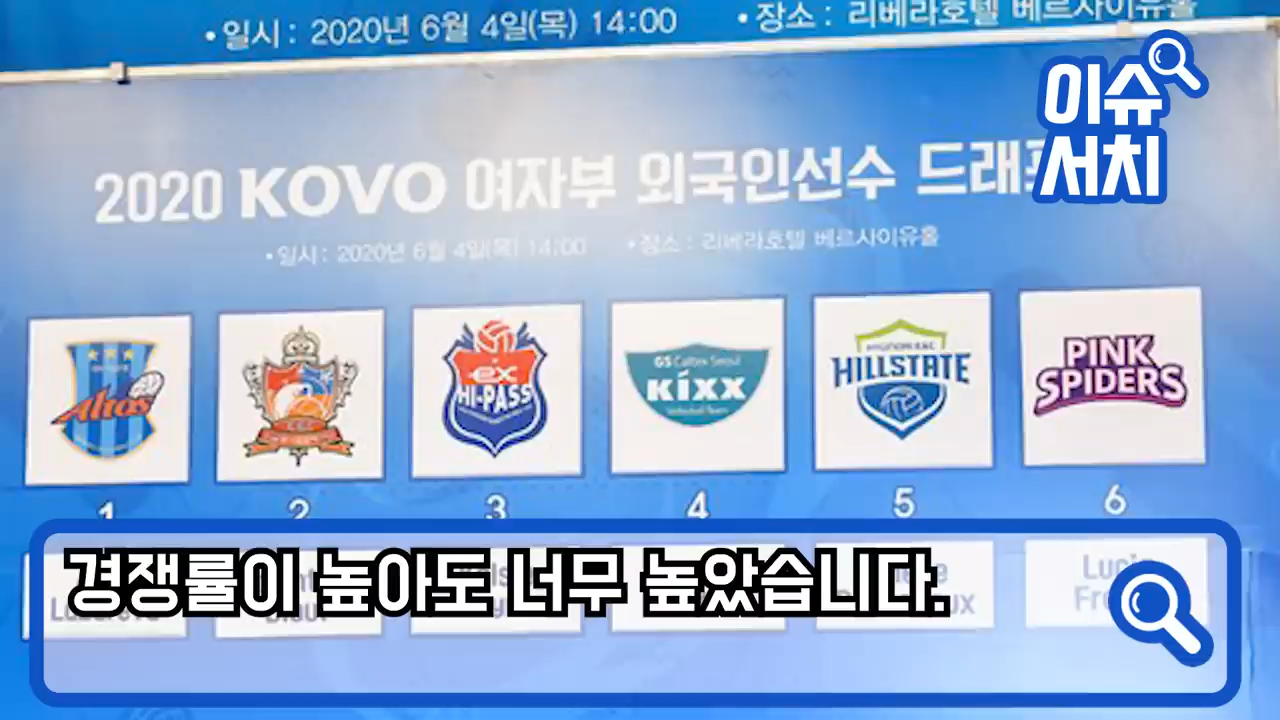 •일시 : 2020년 6월 4일(목) 14:00 •장소 : 리베라호텔 베르사이유홀
이슈
서치
2020 KOVO 여자부 외국인선수 드래프
•일시 : 2020년 6월 4일(목) 14:00 •장소 : 리베라호텔 베르사이유홀
Altos
ex
HI-PASS
GS Caltex Seoul
KIXX
Volleyball Team
HYUNDAI E&C
HILLSTATE
PINK
SPIDERS
1 2 3 4 5 6
경쟁률이 높아도 너무 높았습니다.